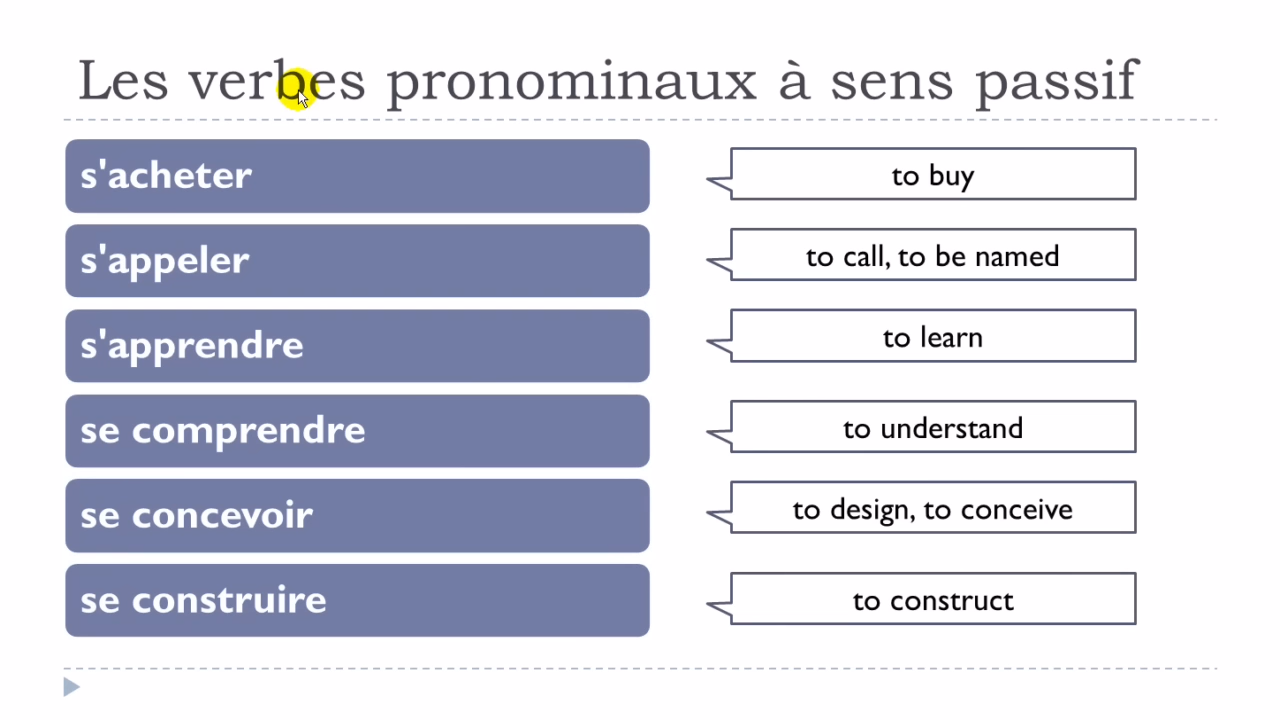 Les verbes pronominaux à sens passif
s'acheter
to buy
s'appeler
to call, to be named
s'apprendre
to learn
se comprendre
to understand
se concevoir
to design, to conceive
se construire
to construct